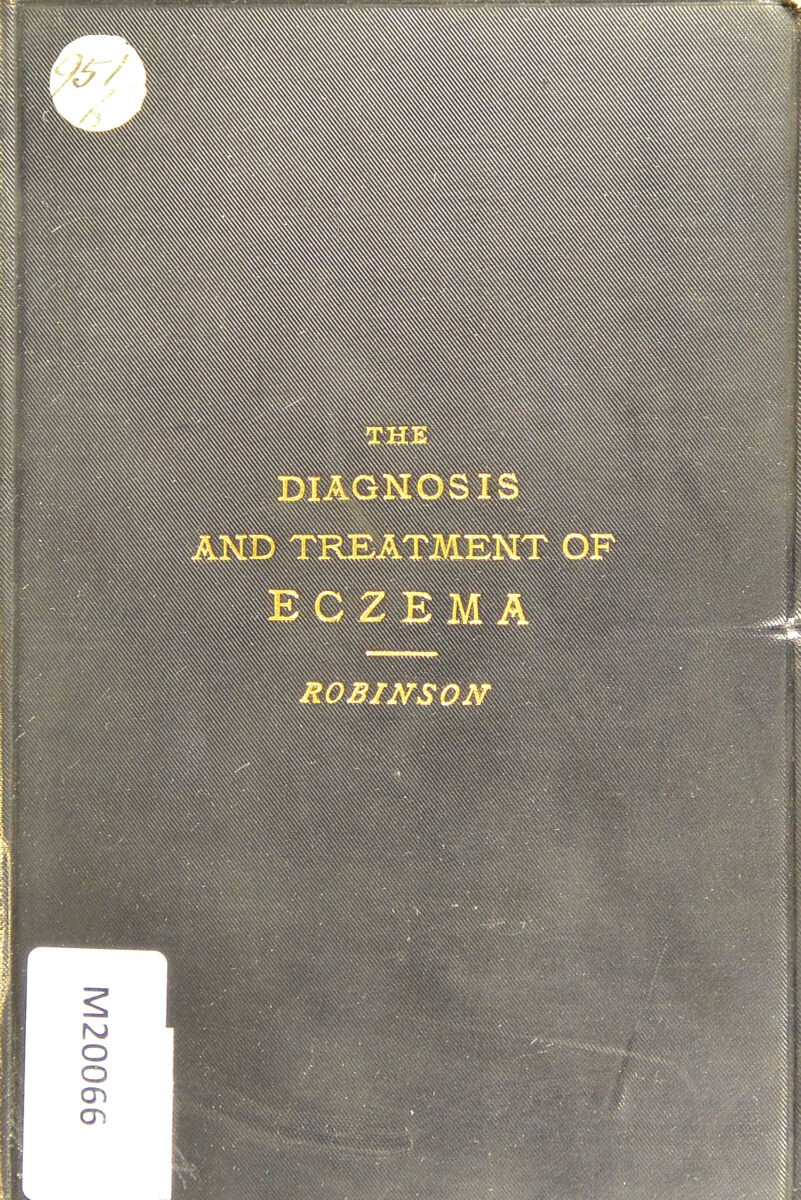 951
THE
DIAGNOSIS
AND TREATMENT OF
ECZEMA
ROBINSON
M20066